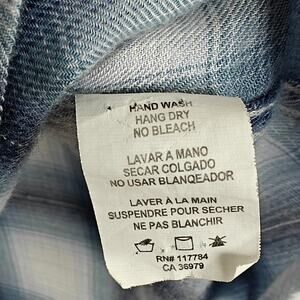 HAND WASH
HANG DRY
NO BLEACH
LAVAR A MANO
SECAR COLGADO
NO USAR BLANQEADOR
LAVER À LA MAIN
SUSPENDRE POUR SÉCHER
NE PAS BLANCHIR
RN# 117784
CA 36979